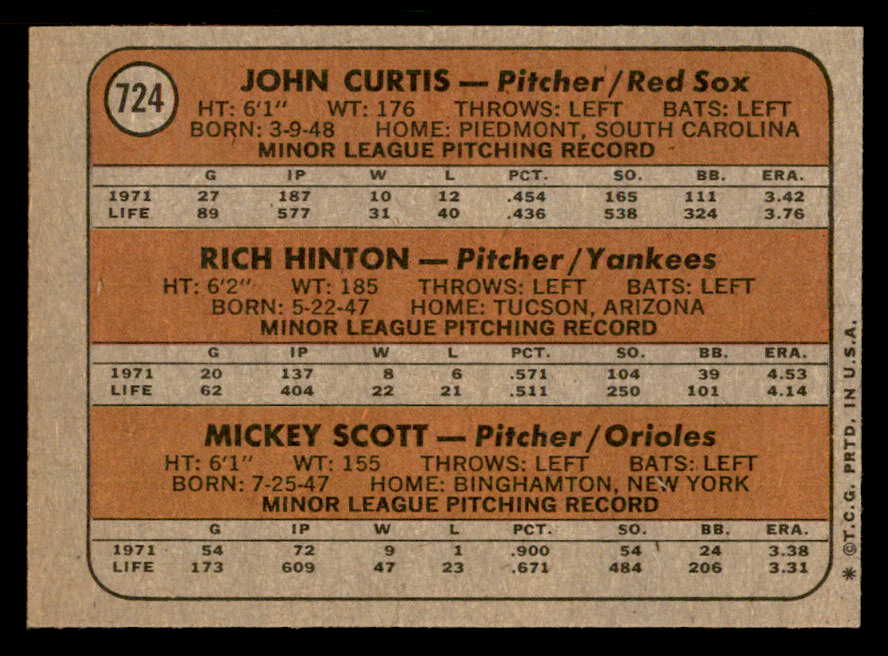 724
JOHN CURTIS — Pitcher/Red Sox
HT: 6'1" WT: 176 THROWS: LEFT BATS: LEFT
BORN: 3-9-48 HOME: PIEDMONT, SOUTH CAROLINA
MINOR LEAGUE PITCHING RECORD
G IP W L PCT. SO. BB. ERA.
1971 27 187 10 12 .454 165 111 3.42
LIFE 89 577 31 40 .436 538 324 3.76
RICH HINTON — Pitcher/Yankees
HT: 6'2" WT: 185 THROWS: LEFT BATS: LEFT
BORN: 5-22-47 HOME: TUCSON, ARIZONA
MINOR LEAGUE PITCHING RECORD
G IP W L PCT. SO. BB. ERA.
1971 20 137 8 6 .571 104 39 4.53
LIFE 62 404 22 21 .511 250 101 4.14
MICKEY SCOTT — Pitcher/Orioles
HT: 6'1" WT: 155 THROWS: LEFT BATS: LEFT
BORN: 7-25-47 HOME: BINGHAMTON, NEW YORK
MINOR LEAGUE PITCHING RECORD
G IP W L PCT. SO. BB. ERA.
1971 54 72 9 1 .900 54 24 3.38
LIFE 173 609 47 23 .671 484 206 3.31
* ©T.C.G. PRTD. IN U.S.A.